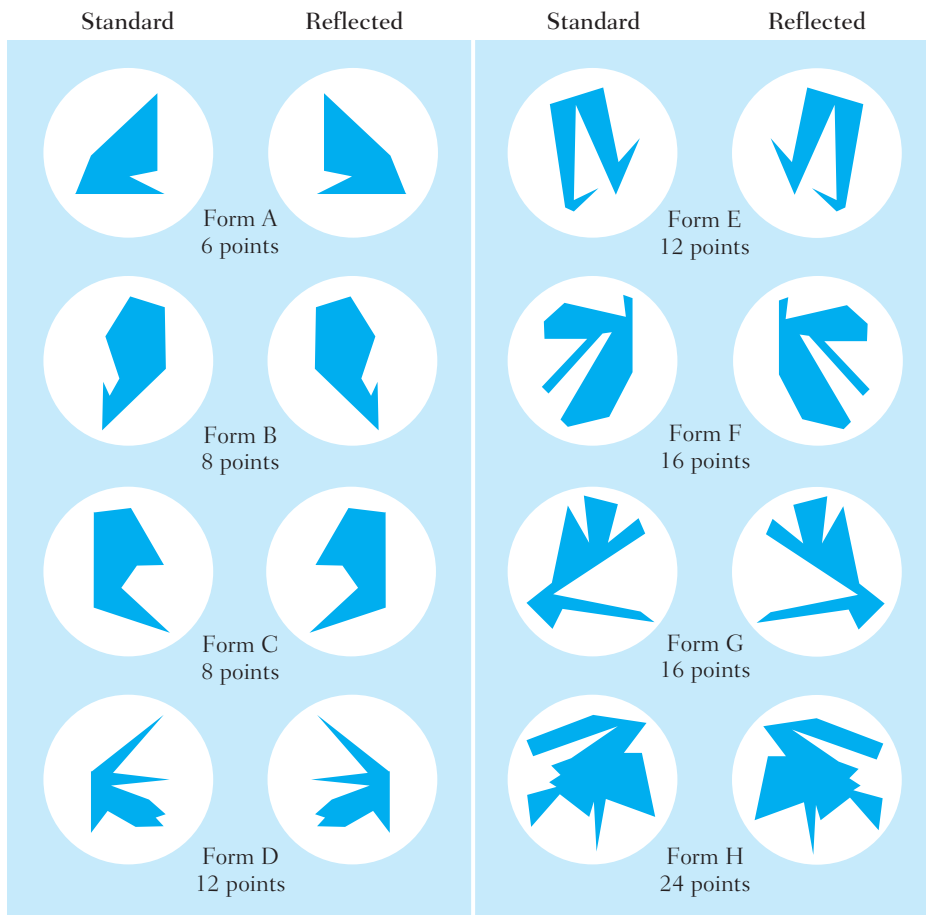 Standard Reflected Standard Reflected
Form A
6 points
Form B
8 points
Form C
8 points
Form D
12 points
Form E
12 points
Form F
16 points
Form G
16 points
Form H
24 points